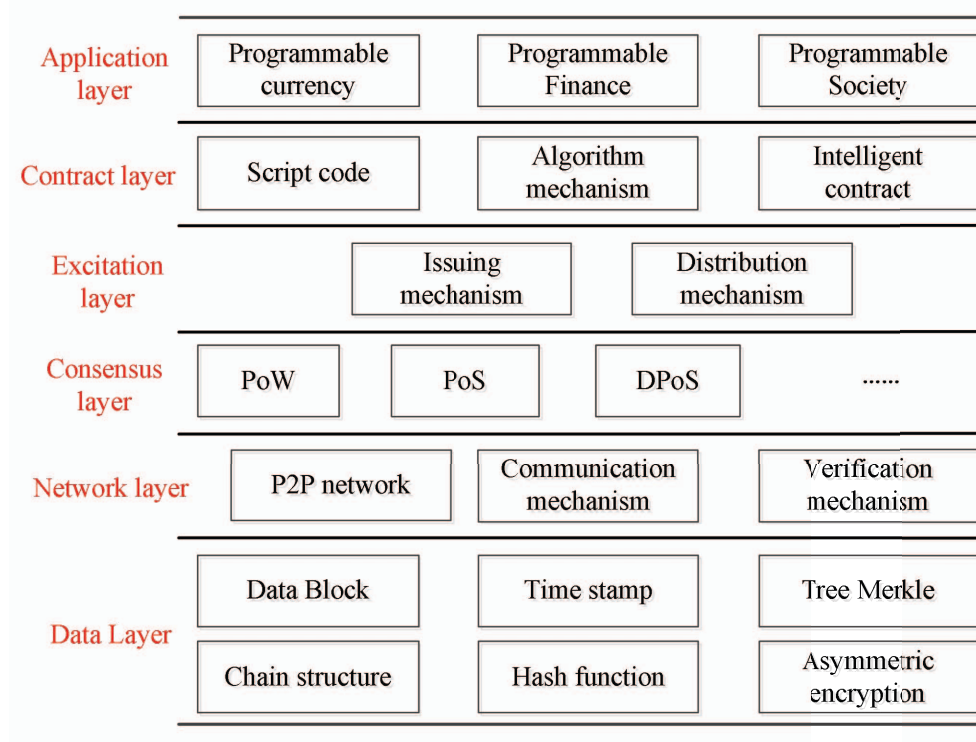 Application
layer
Programmable
currency
Programmable
Finance
Programmable
Society
Contract layer
Script code
Algorithm
mechanism
Intelligent
contract
Excitation
layer
Issuing
mechanism
Distribution
mechanism
Consensus
layer
PoW
PoS
DPoS
......
Network layer
P2P network
Communication
mechanism
Verification
mechanism
Data Layer
Data Block
Time stamp
Tree Merkle
Chain structure
Hash function
Asymmetric
encryption